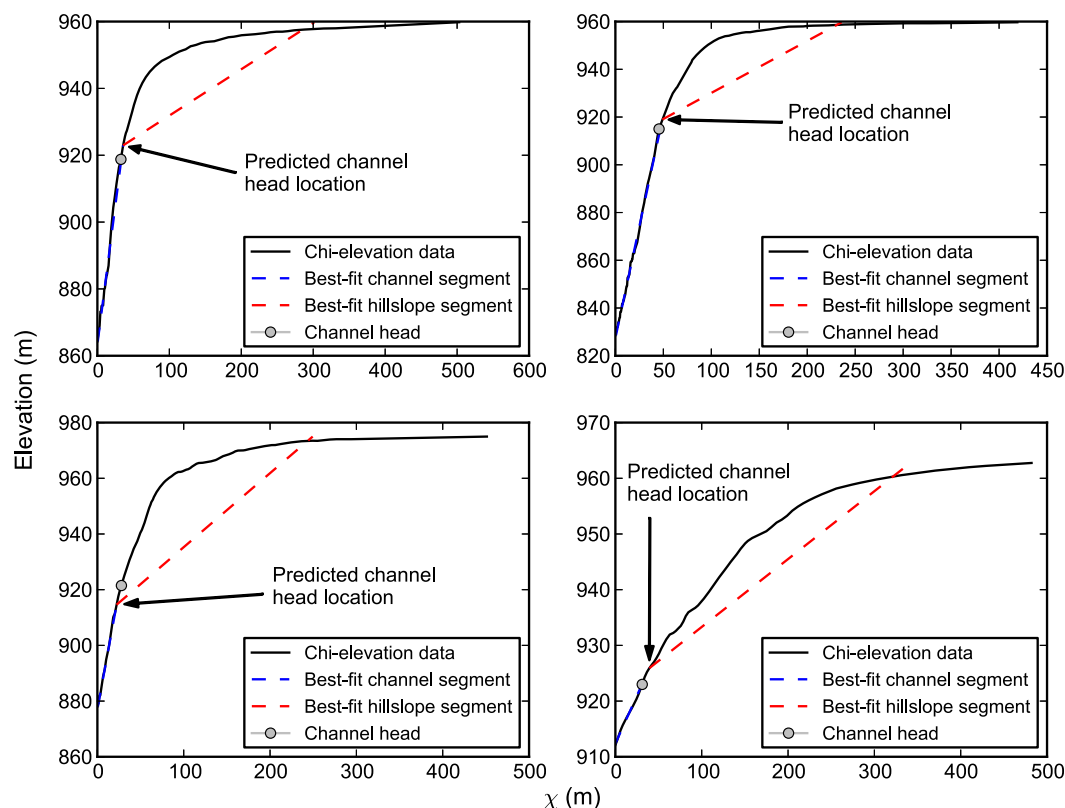 Elevation (m)
960
940
920
900
880
860
0
100
200
300
400
500
600
Predicted channel
head location
Chi-elevation data
Best-fit channel segment
Best-fit hillslope segment
Channel head
960
940
920
900
880
860
840
820
0
50
100
150
200
250
300
350
400
450
Predicted channel
head location
Chi-elevation data
Best-fit channel segment
Best-fit hillslope segment
Channel head
980
960
940
920
900
880
860
0
100
200
300
400
500
Predicted channel
head location
Chi-elevation data
Best-fit channel segment
Best-fit hillslope segment
Channel head
970
960
950
940
930
920
910
0
100
200
300
400
500
Predicted channel
head location
Chi-elevation data
Best-fit channel segment
Best-fit hillslope segment
Channel head
χ (m)